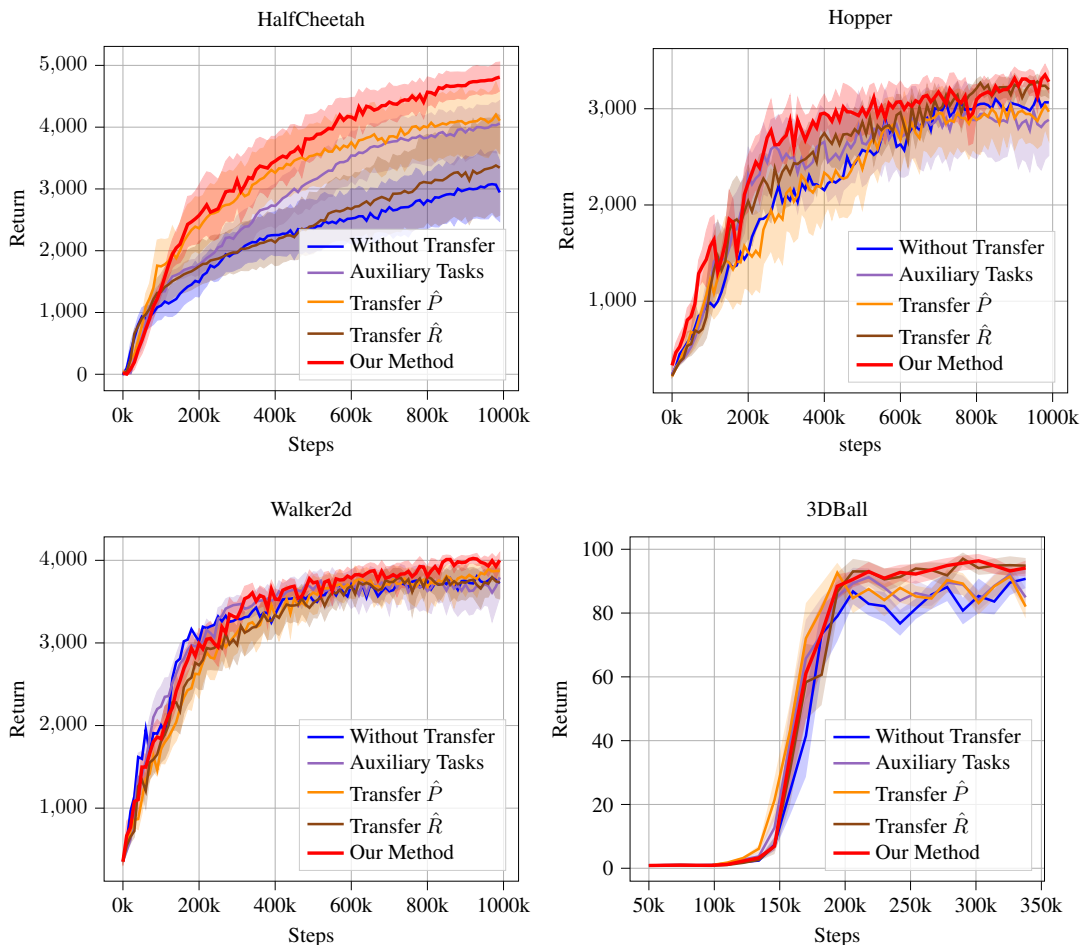 HalfCheetah
5,000
4,000
3,000
2,000
1,000
0
Return
Without Transfer
Auxiliary Tasks
Transfer P̂
Transfer R̂
Our Method
0k 200k 400k 600k 800k 1000k
Steps
Hopper
3,000
2,000
1,000
Return
Without Transfer
Auxiliary Tasks
Transfer P̂
Transfer R̂
Our Method
0k 200k 400k 600k 800k 1000k
steps
Walker2d
4,000
3,000
2,000
1,000
Return
Without Transfer
Auxiliary Tasks
Transfer P̂
Transfer R̂
Our Method
0k 200k 400k 600k 800k 1000k
Steps
3DBall
100
80
60
40
20
0
Return
Without Transfer
Auxiliary Tasks
Transfer P̂
Transfer R̂
Our Method
50k 100k 150k 200k 250k 300k 350k
Steps